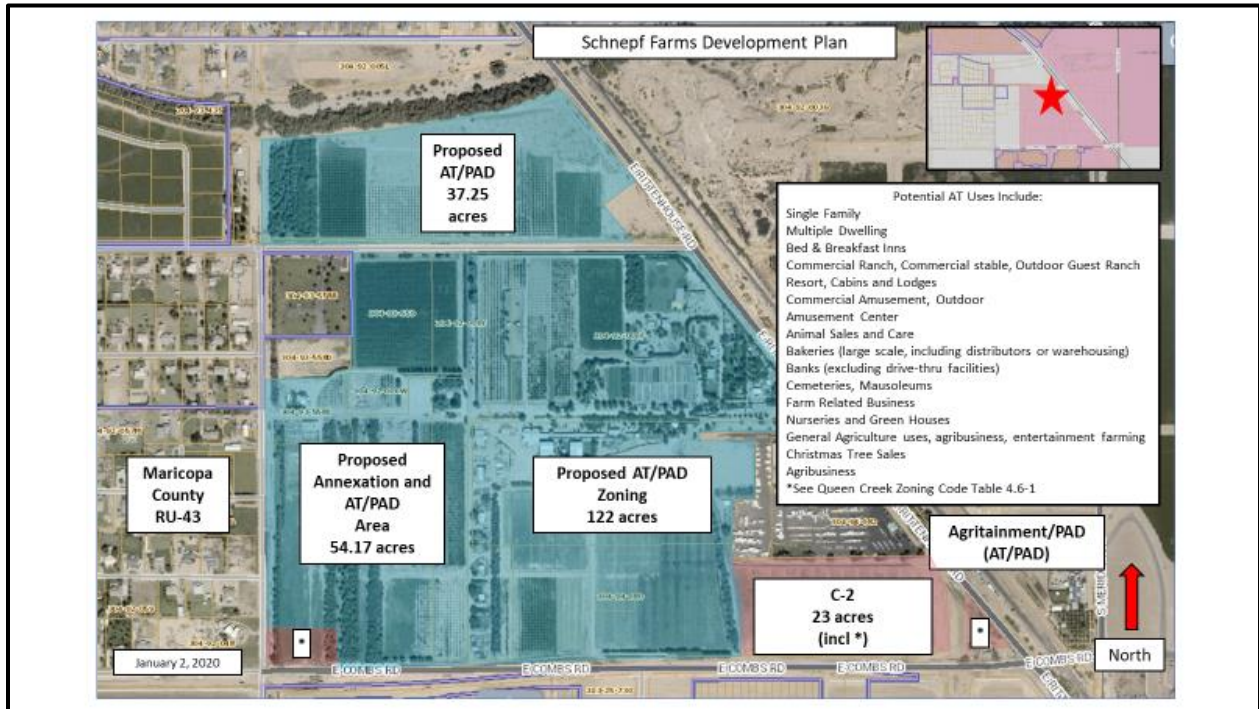 Schnepf Farms Development Plan
Proposed
AT/PAD
37.25
acres
E RITTENHOUSE RD
Potential AT Uses Include:
Single Family
Multiple Dwelling
Bed & Breakfast Inns
Commercial Ranch, Commercial stable, Outdoor Guest Ranch
Resort, Cabins and Lodges
Commercial Amusement, Outdoor
Amusement Center
Animal Sales and Care
Bakeries (large scale, including distributors or warehousing)
Banks (excluding drive-thru facilities)
Cemeteries, Mausoleums
Farm Related Business
Nurseries and Green Houses
General Agriculture uses, agribusiness, entertainment farming
Christmas Tree Sales
Agribusiness
*See Queen Creek Zoning Code Table 4.6-1
Maricopa
County
RU-43
Proposed
Annexation and
AT/PAD
Area
54.17 acres
Proposed AT/PAD
Zoning
122 acres
Agritainment/PAD
(AT/PAD)
C-2
23 acres
(incl *)
*
*
S MERID
January 2, 2020
North
E COMBS RD
E COMBS RD
E COMBS RD
E COMBS RD